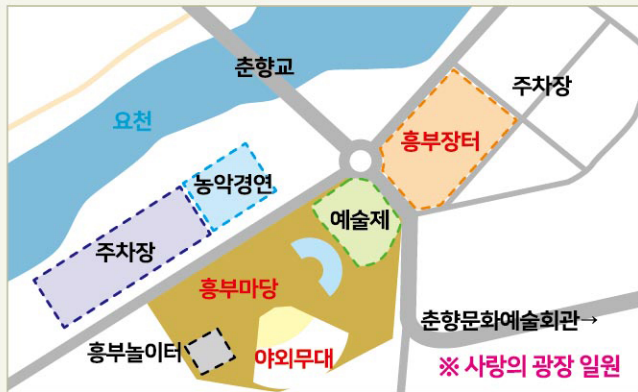 춘향교
주차장
요천
흥부장터
농악경연
예술제
주차장
흥부마당
춘향문화예술회관→
흥부놀이터
야외무대
※ 사랑의 광장 일원